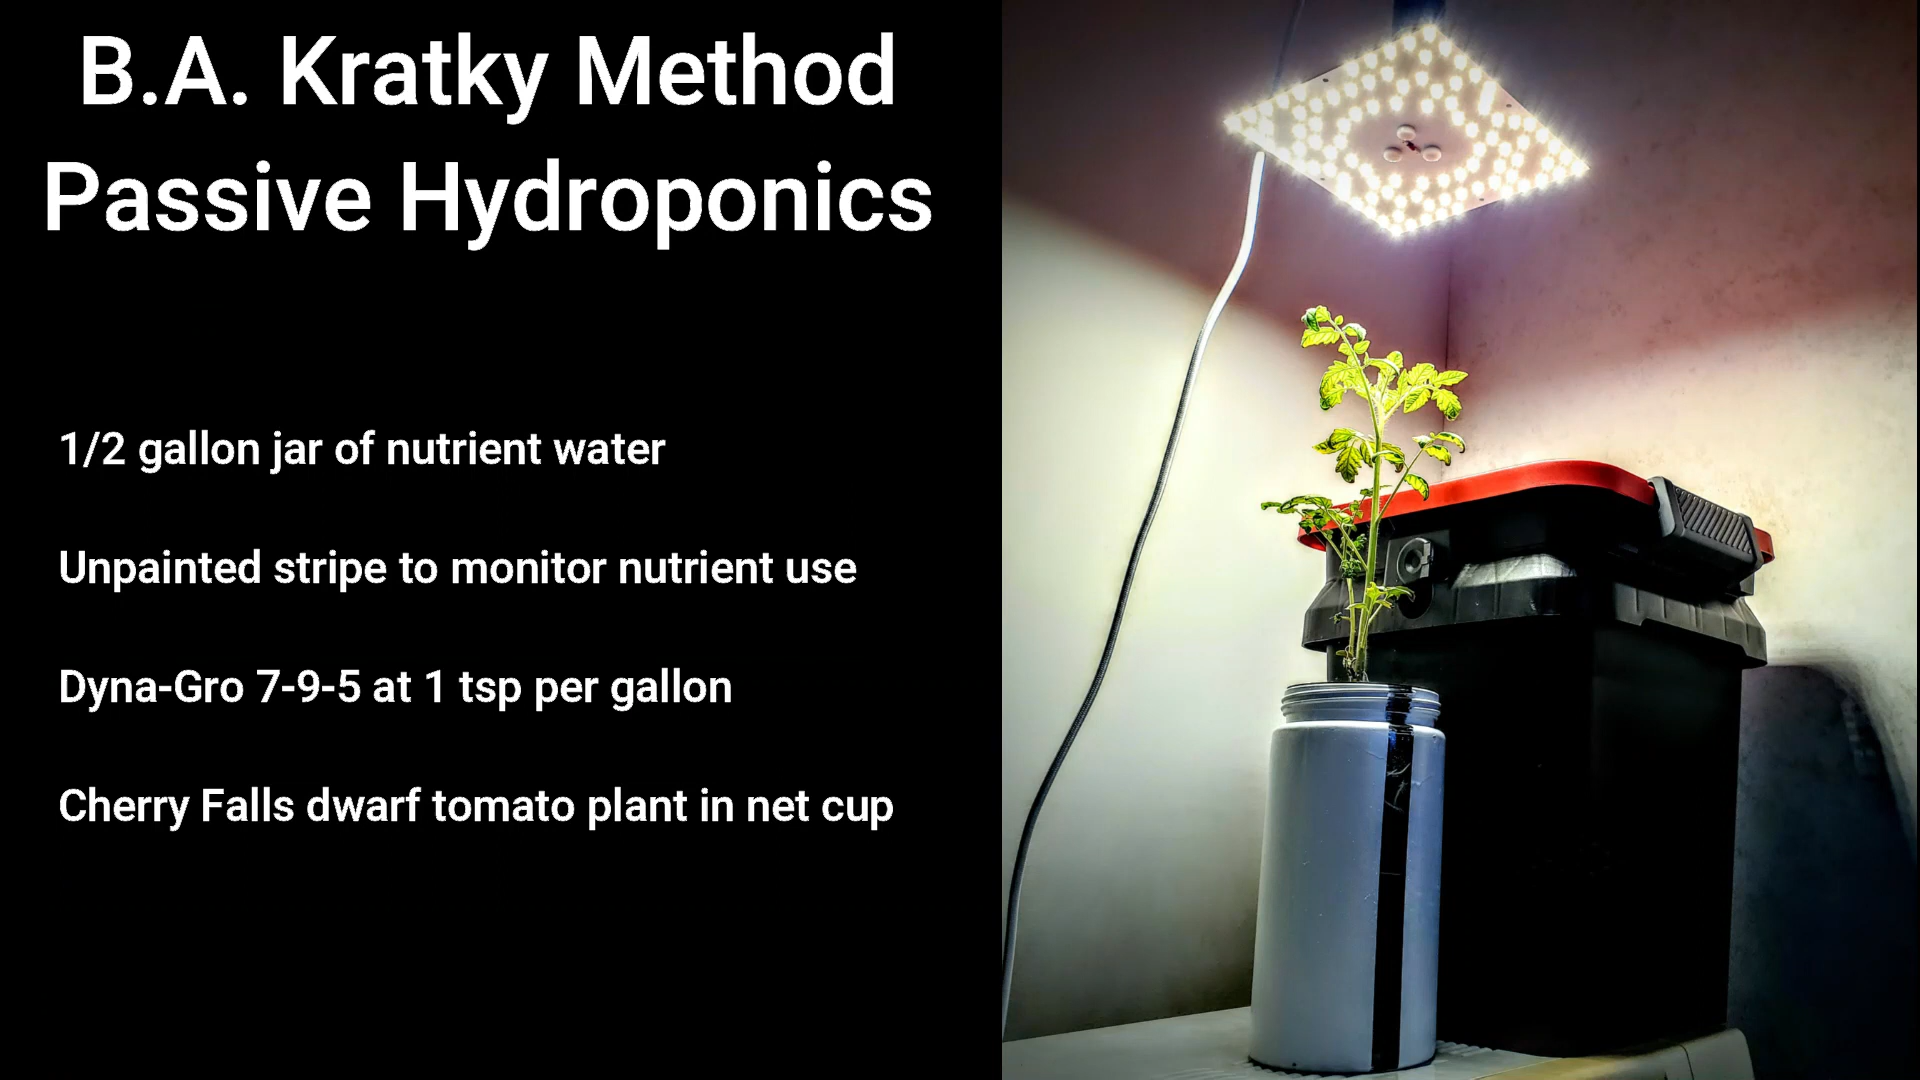 B.A. Kratky Method
Passive Hydroponics
1/2 gallon jar of nutrient water
Unpainted stripe to monitor nutrient use
Dyna-Gro 7-9-5 at 1 tsp per gallon
Cherry Falls dwarf tomato plant in net cup